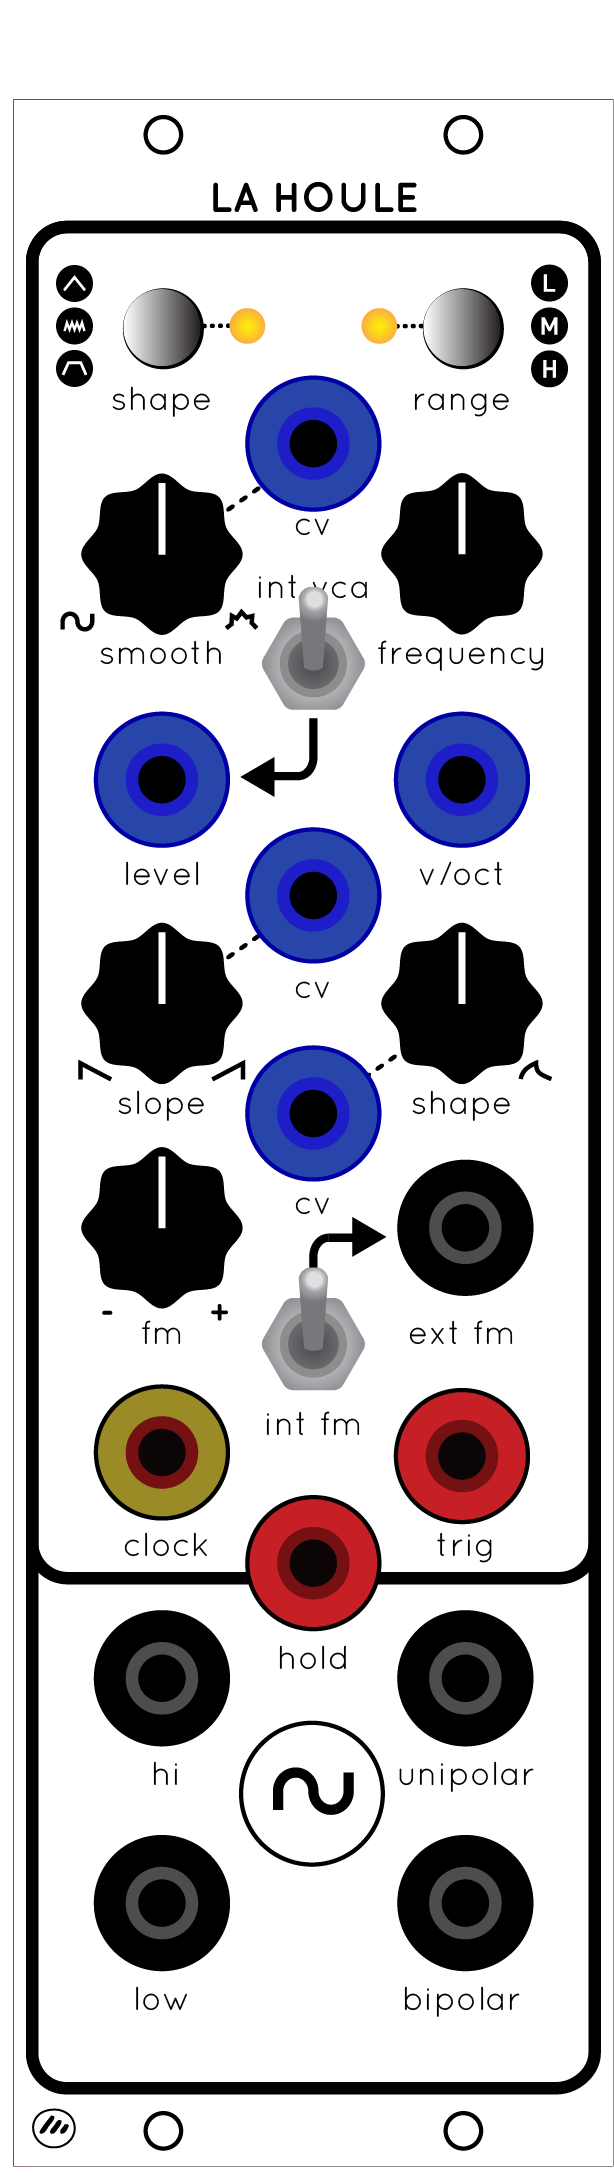 LA HOULE
L
M
H
shape
range
cv
int vca
smooth
frequency
level
v/oct
cv
slope
shape
cv
- +
fm
ext fm
int fm
clock
trig
hold
hi
unipolar
low
bipolar